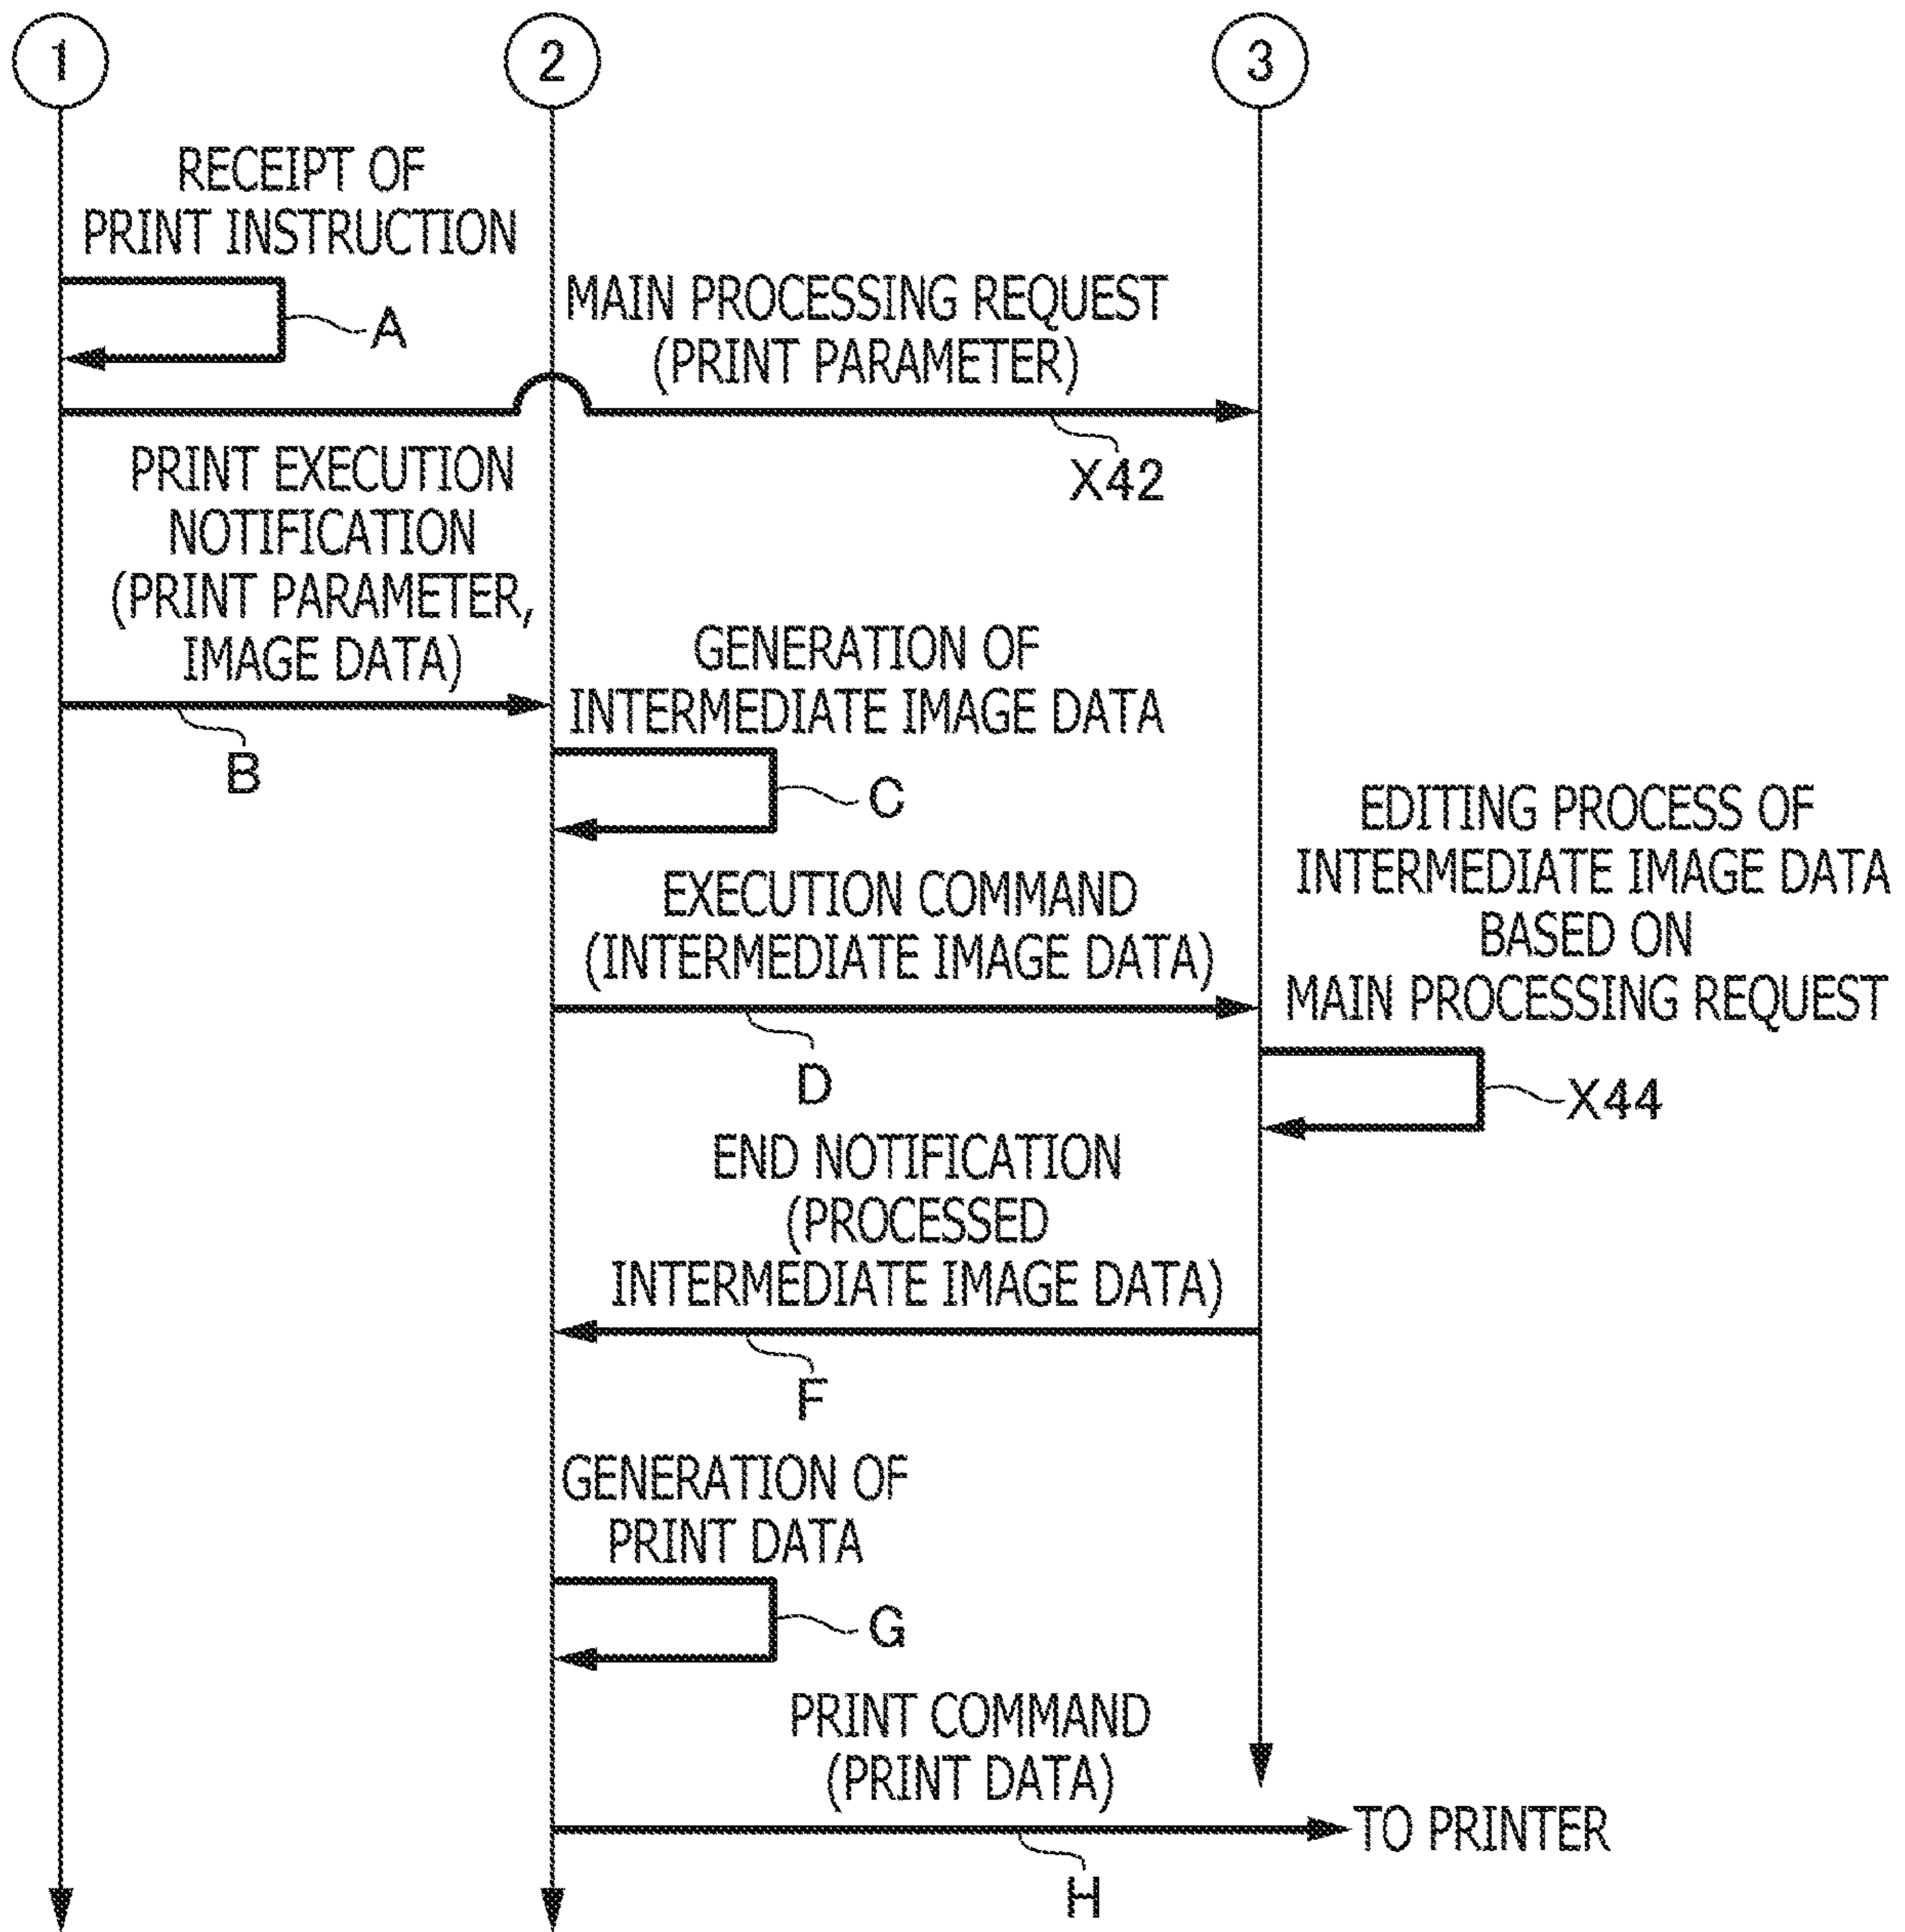 1
2
3
RECEIPT OF
PRINT INSTRUCTION
A
MAIN PROCESSING REQUEST
(PRINT PARAMETER)
X42
PRINT EXECUTION
NOTIFICATION
(PRINT PARAMETER,
IMAGE DATA)
B
GENERATION OF
INTERMEDIATE IMAGE DATA
C
EXECUTION COMMAND
(INTERMEDIATE IMAGE DATA)
D
EDITING PROCESS OF
INTERMEDIATE IMAGE DATA
BASED ON
MAIN PROCESSING REQUEST
X44
END NOTIFICATION
(PROCESSED
INTERMEDIATE IMAGE DATA)
F
GENERATION OF
PRINT DATA
G
PRINT COMMAND
(PRINT DATA)
TO PRINTER
H